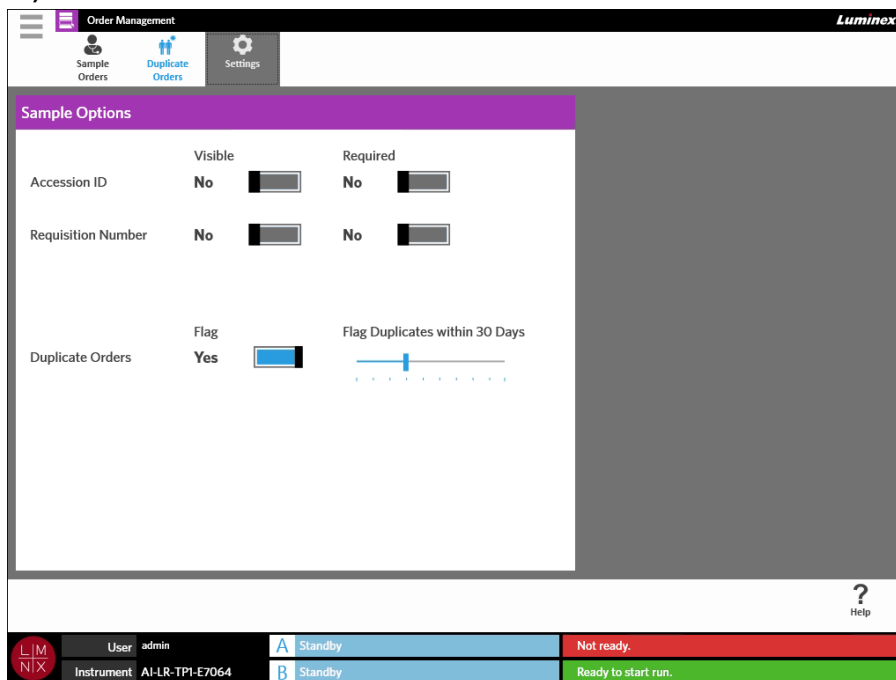 Order Management
Luminex
Sample
Orders
Duplicate
Orders
Settings
Sample Options
Visible Required
Accession ID No No
Requisition Number No No
Flag Flag Duplicates within 30 Days
Duplicate Orders Yes
?
Help
L M
N X
User admin A Standby Not ready.
Instrument AI-LR-TP1-E7064 B Standby Ready to start run.